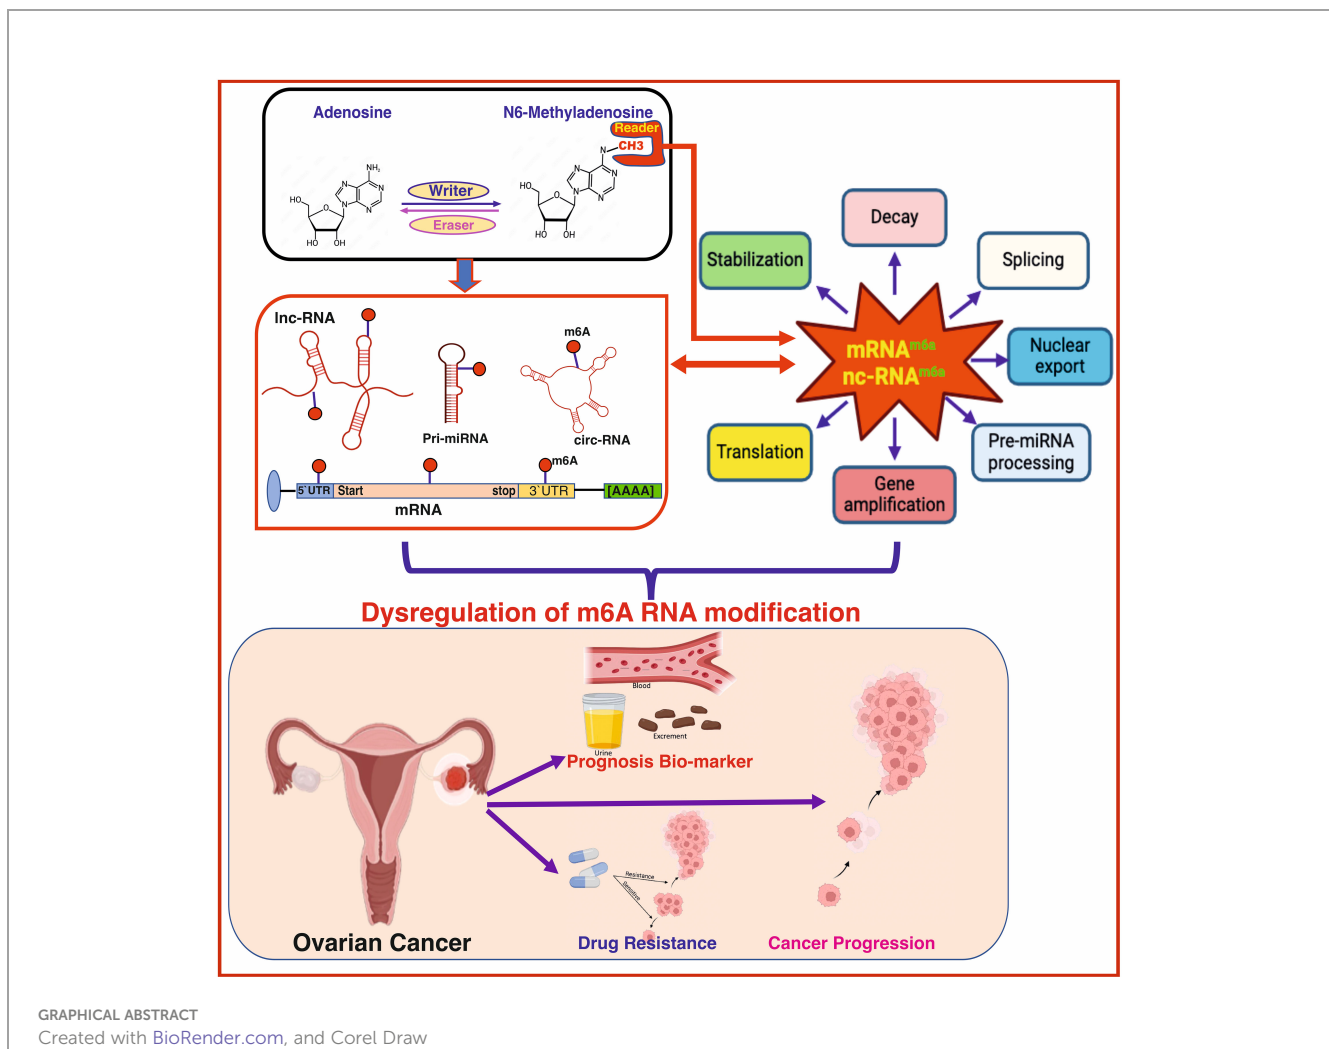 Adenosine
N6-Methyladenosine
Reader
CH3
N
NH₂
N
N
N
N
HO
O
HO OH
Writer
Eraser
N
N
N
N
HO
O
HO OH
Decay
Stabilization
Splicing
mRNAm6a
nc-RNAm6a
Nuclear
export
Translation
Pre-miRNA
processing
Gene
amplification
lnc-RNA
m6A
Pri-miRNA
circ-RNA
m6A
5`UTR Start stop 3`UTR [AAAA]
mRNA
Dysregulation of m6A RNA modification
Blood
Urine
Excrement
Prognosis Bio-marker
Resistance
Sensitive
Ovarian Cancer
Drug Resistance
Cancer Progression
GRAPHICAL ABSTRACT
Created with BioRender.com, and Corel Draw